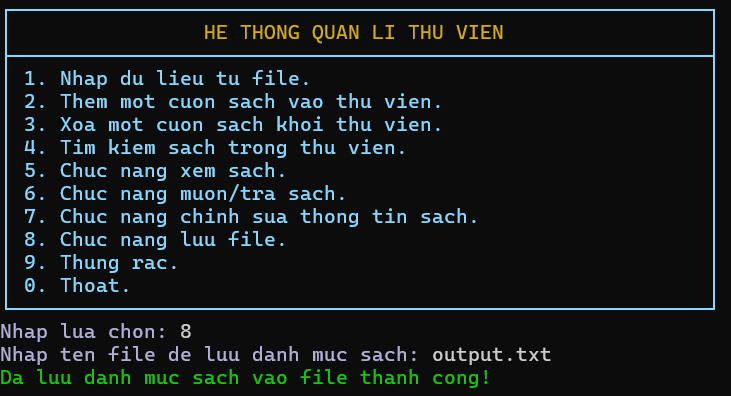 HE THONG QUAN LI THU VIEN
1. Nhap du lieu tu file.
2. Them mot cuon sach vao thu vien.
3. Xoa mot cuon sach khoi thu vien.
4. Tim kiem sach trong thu vien.
5. Chuc nang xem sach.
6. Chuc nang muon/tra sach.
7. Chuc nang chinh sua thong tin sach.
8. Chuc nang luu file.
9. Thung rac.
0. Thoat.
Nhap lua chon: 8
Nhap ten file de luu danh muc sach: output.txt
Da luu danh muc sach vao file thanh cong!